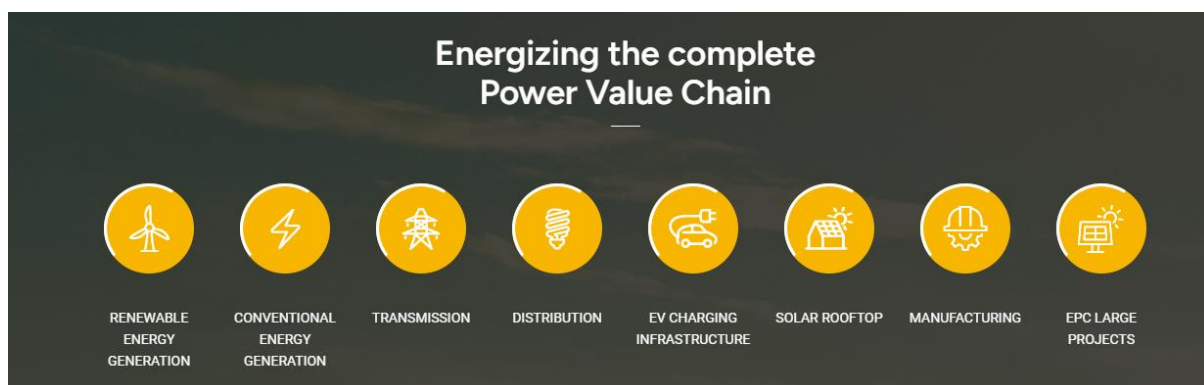 Energizing the complete
Power Value Chain
RENEWABLE
ENERGY
GENERATION
CONVENTIONAL
ENERGY
GENERATION
TRANSMISSION
DISTRIBUTION
EV CHARGING
INFRASTRUCTURE
SOLAR ROOFTOP
MANUFACTURING
EPC LARGE
PROJECTS